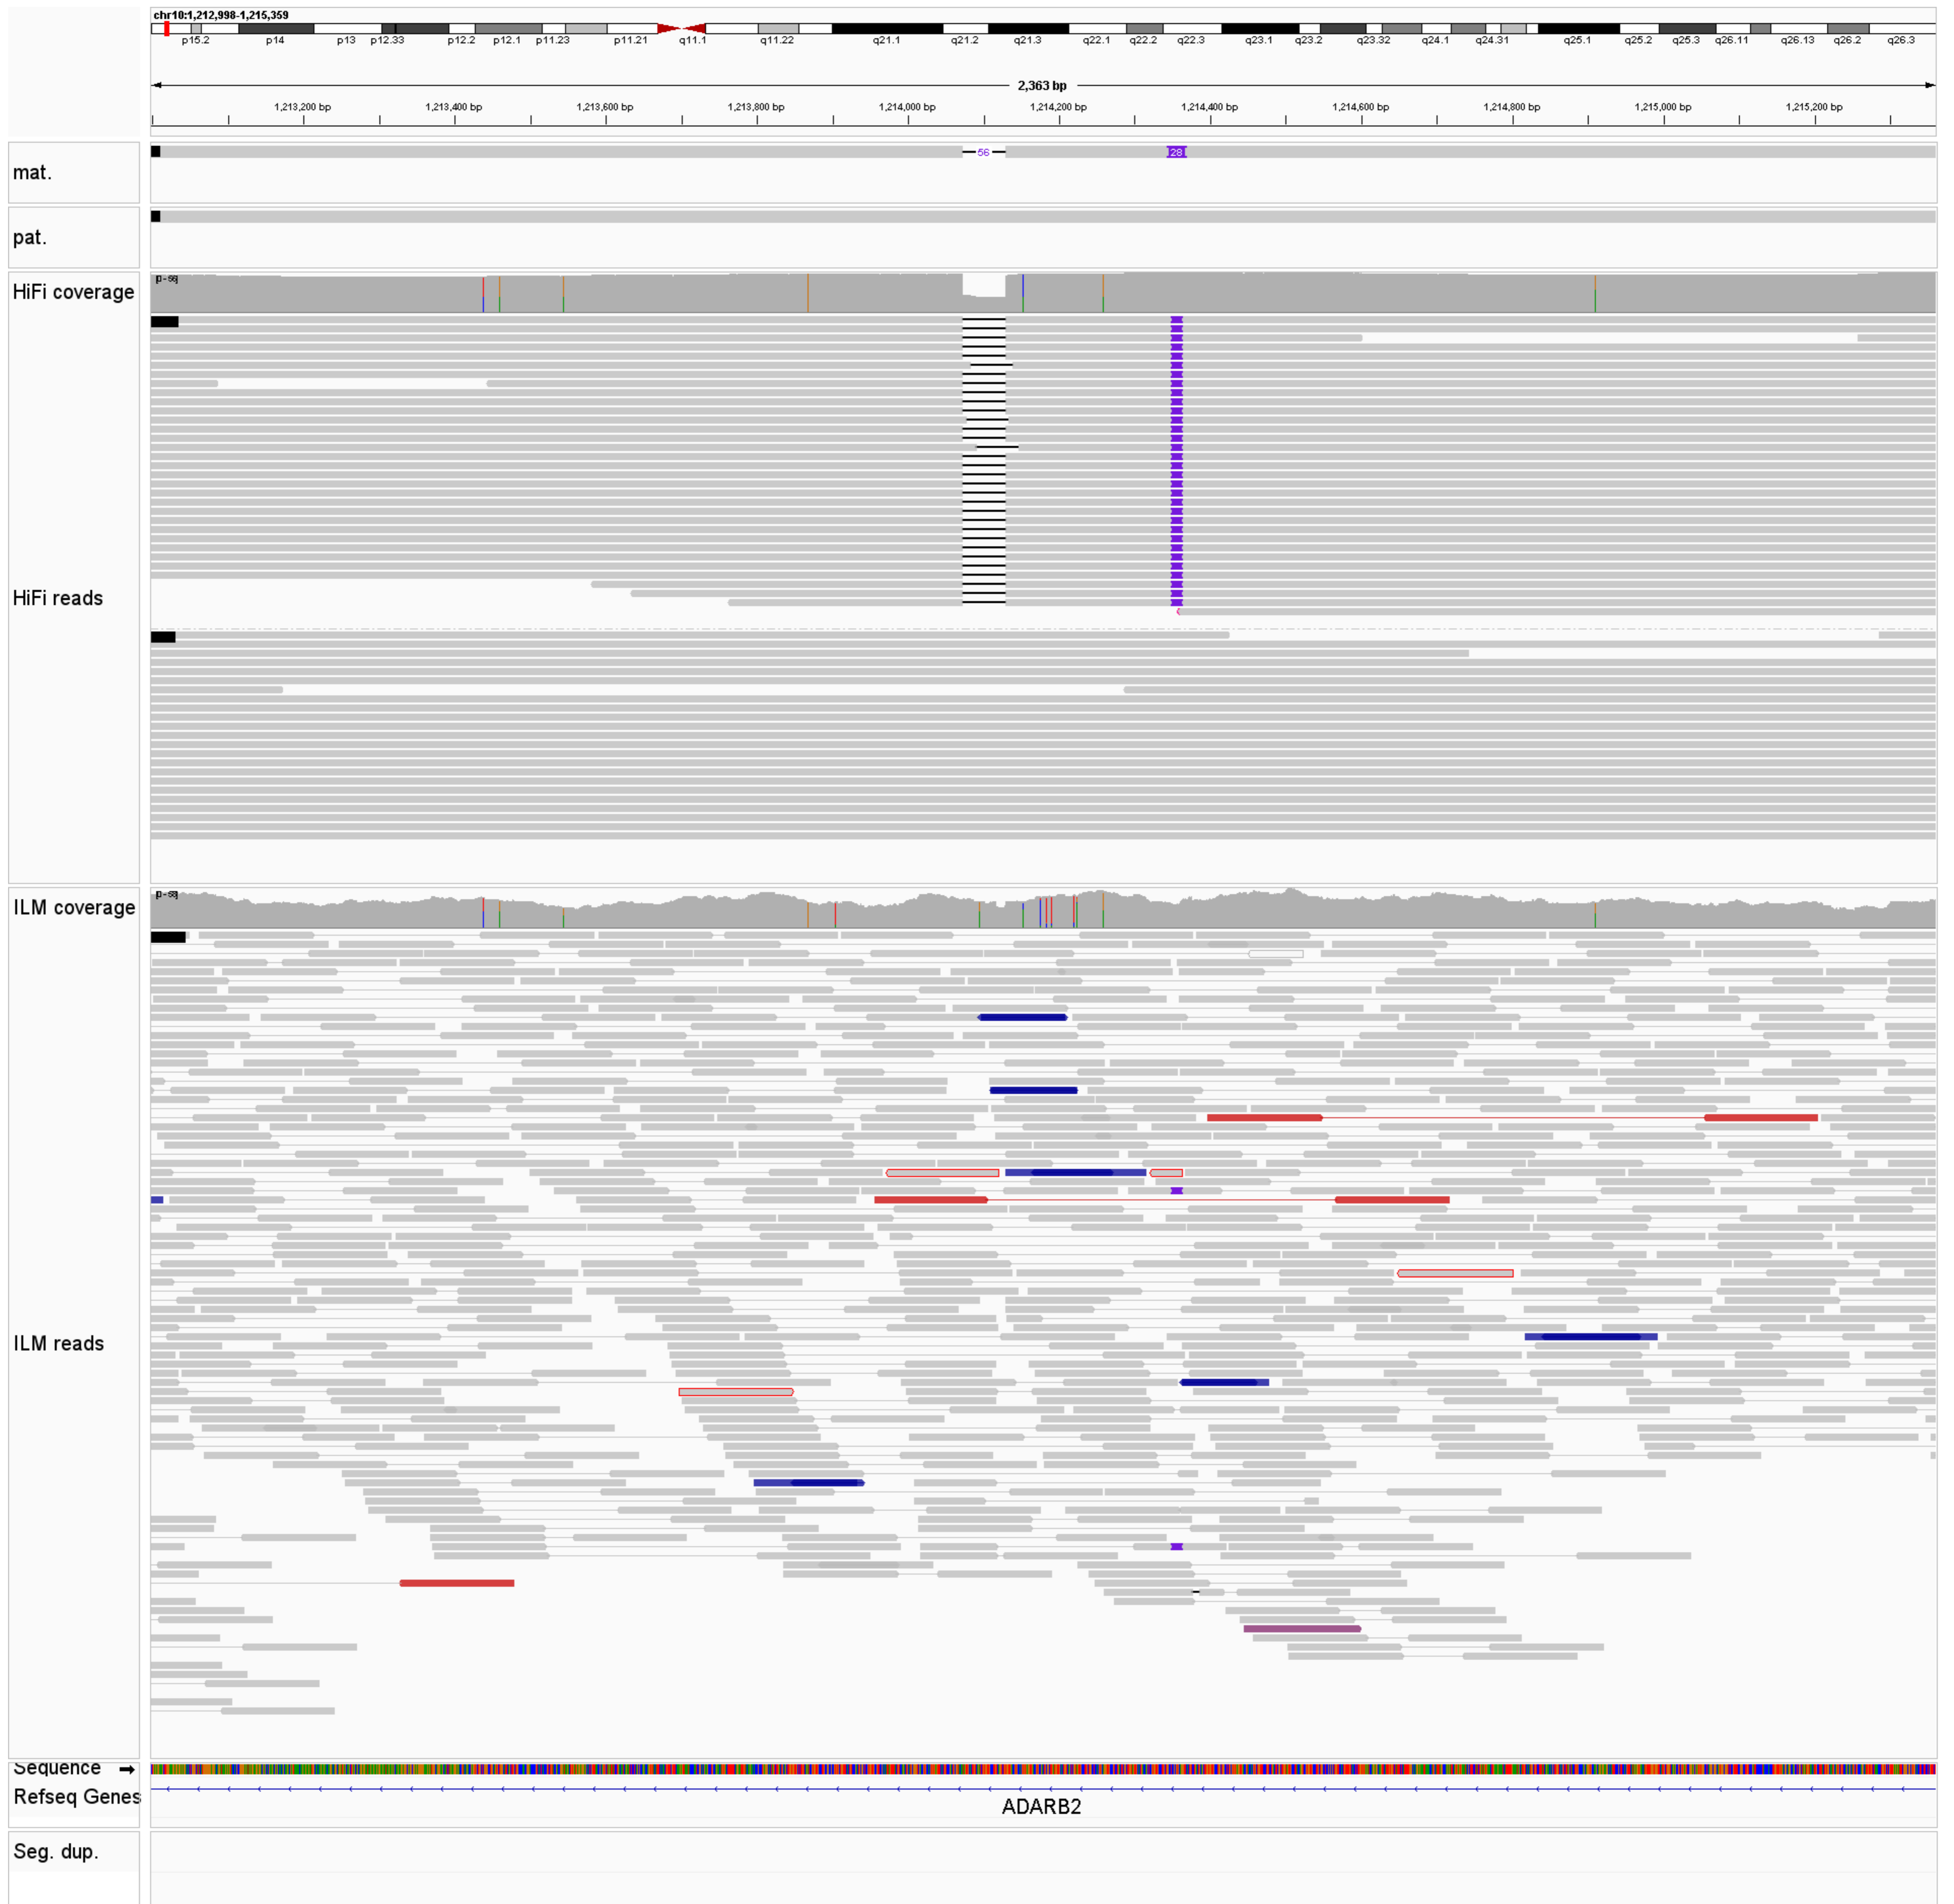 chr10:1,212,998-1,215,359
p15.2 p14 p13 p12.33 p12.2 p12.1 p11.23 p11.21 q11.1 q11.22 q21.1 q21.2 q21.3 q22.1 q22.2 q22.3 q23.1 q23.2 q23.32 q24.1 q24.31 q25.1 q25.2 q25.3 q26.11 q26.13 q26.2 q26.3
2,363 bp
1,213,200 bp 1,213,400 bp 1,213,600 bp 1,213,800 bp 1,214,000 bp 1,214,200 bp 1,214,400 bp 1,214,600 bp 1,214,800 bp 1,215,000 bp 1,215,200 bp
mat. 56 28
pat.
HiFi coverage
HiFi reads
ILM coverage
ILM reads
Sequence
Refseq Genes
ADARB2
Seg. dup.